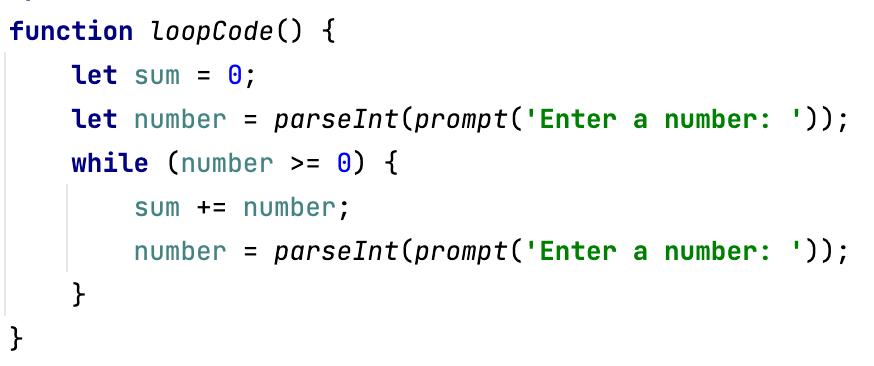 function loopCode() {
    let sum = 0;
    let number = parseInt(prompt('Enter a number: '));
    while (number >= 0) {
        sum += number;
        number = parseInt(prompt('Enter a number: '));
    }
}